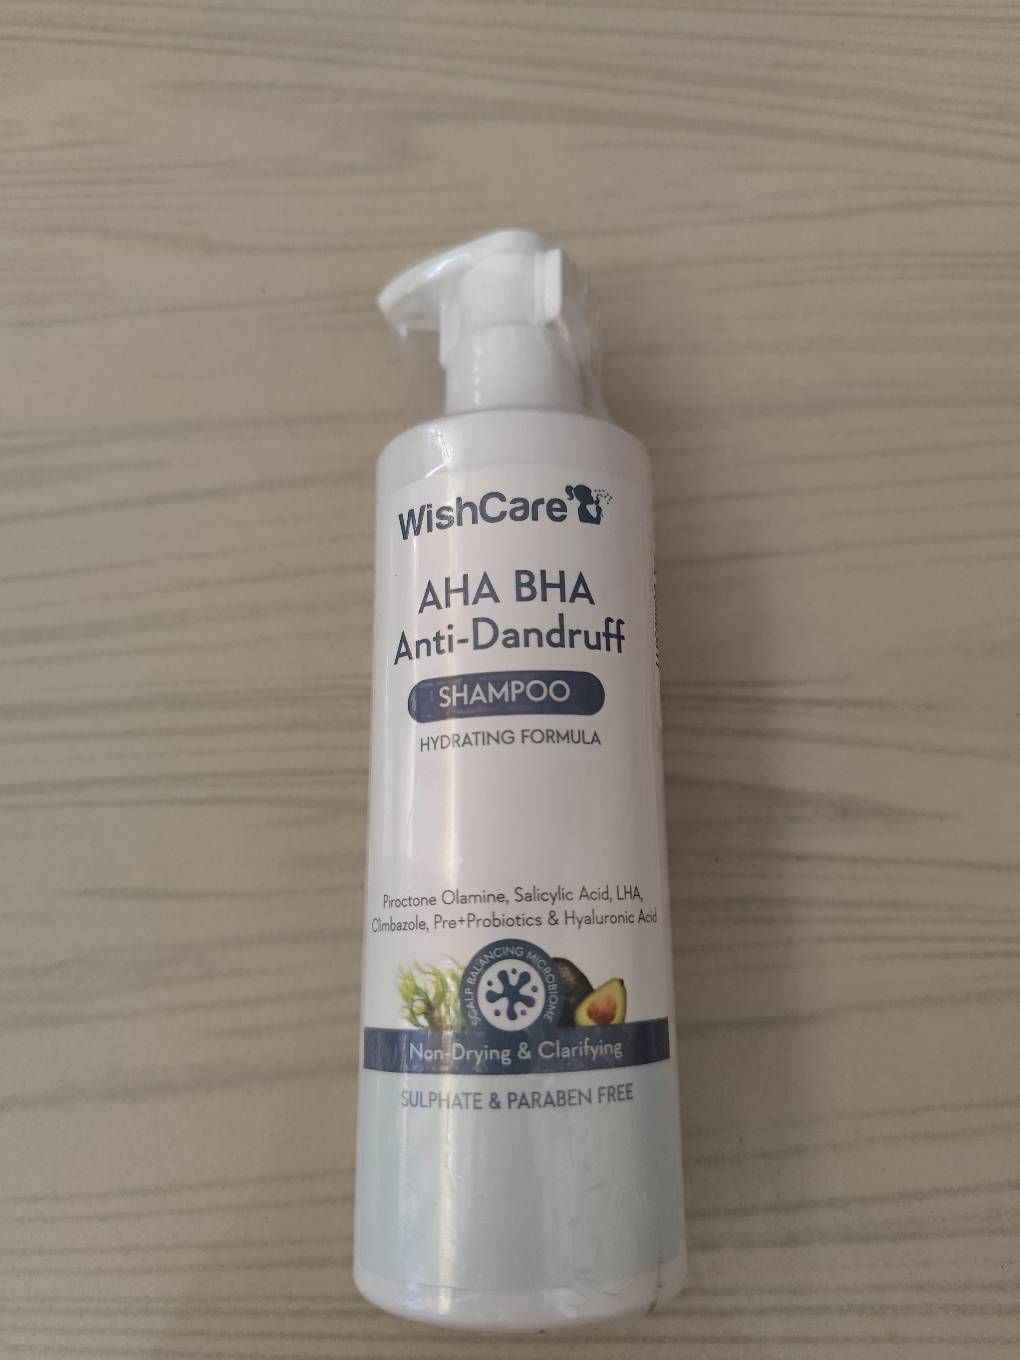 WishCare
AHA BHA
Anti-Dandruff
SHAMPOO
HYDRATING FORMULA
Piroctone Olamine, Salicylic Acid, LHA,
Climbazole, Pre+Probiotics & Hyaluronic Acid
SCALP BALANCING MICROBIOME
Non-Drying & Clarifying
SULPHATE & PARABEN FREE